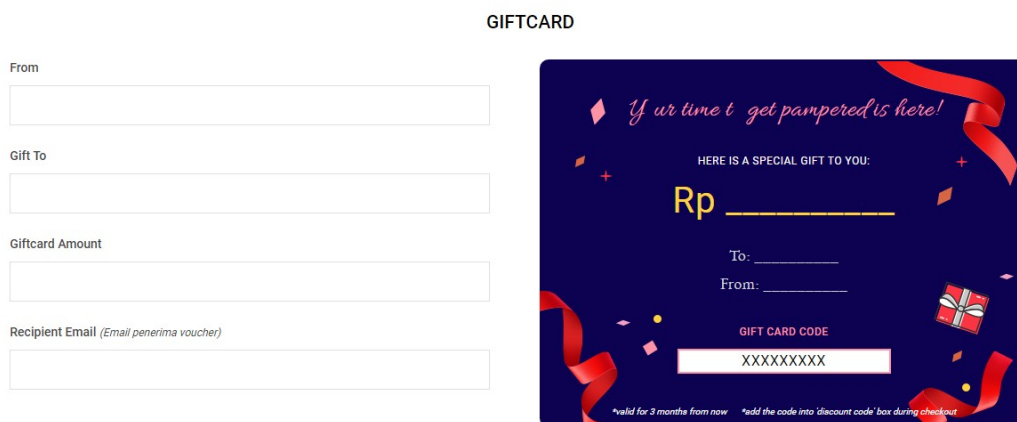 GIFTCARD
From
Gift To
Giftcard Amount
Recipient Email (Email penerima voucher)
Y ur time t get pampered is here!
HERE IS A SPECIAL GIFT TO YOU:
Rp __________
To: __________
From: __________
GIFT CARD CODE
XXXXXXXXX
*valid for 3 months from now *add the code into 'discount code' box during checkout